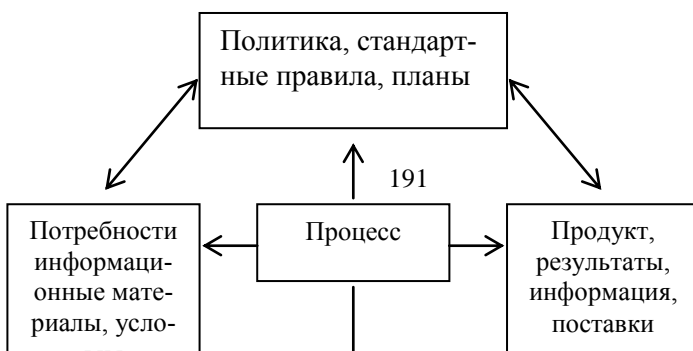 Политика, стандарт-
ные правила, планы
191
Потребности
информаци-
онные мате-
риалы, усло-
Процесс
Продукт,
результаты,
информация,
поставки